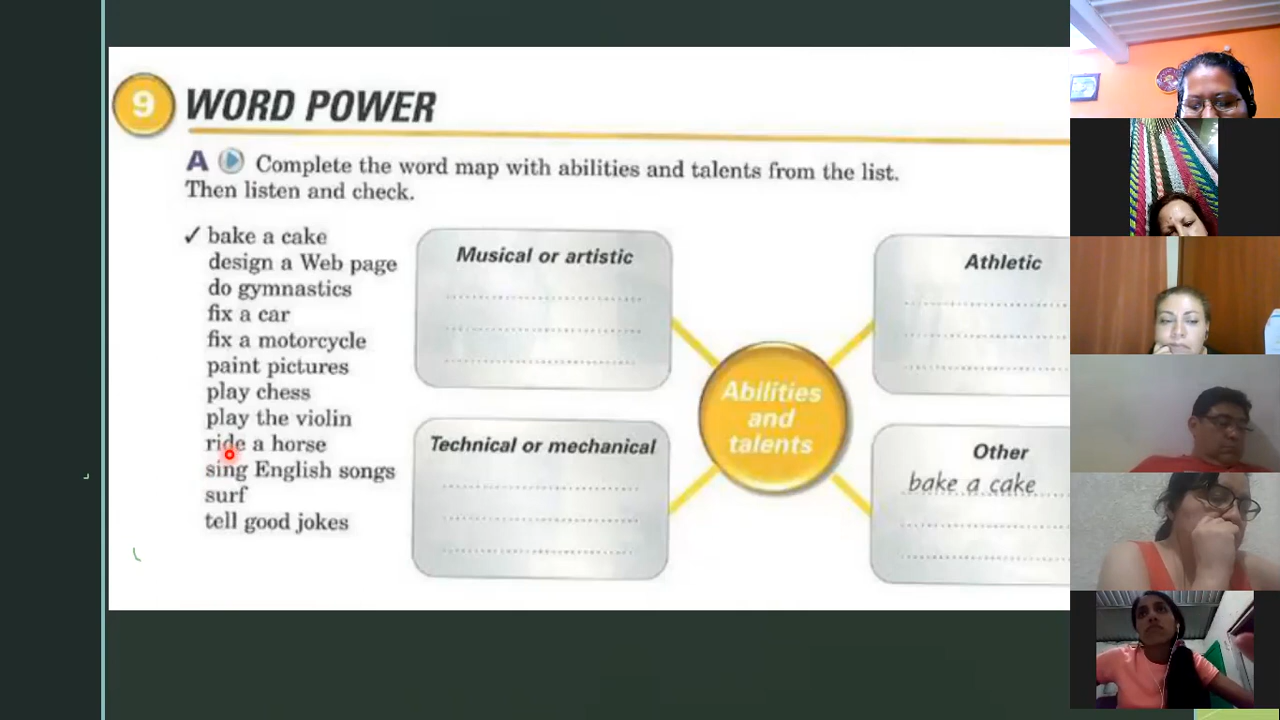 9 WORD POWER
A Complete the word map with abilities and talents from the list.
Then listen and check.
✓ bake a cake
design a Web page
do gymnastics
fix a car
fix a motorcycle
paint pictures
play chess
play the violin
ride a horse
sing English songs
surf
tell good jokes
Musical or artistic
Athletic
Abilities
and
talents
Technical or mechanical
Other
bake a cake